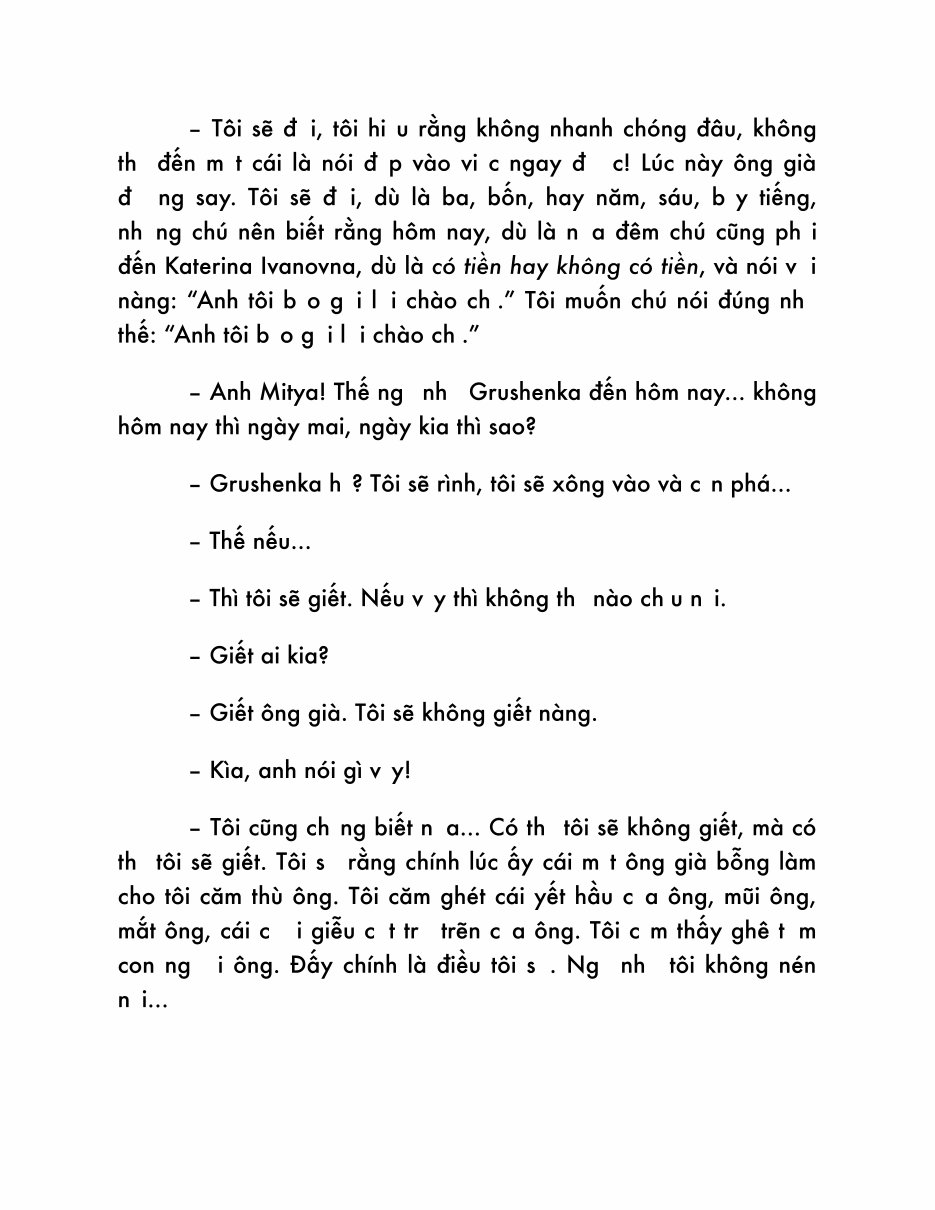 – Tôi sẽ đ i, tôi hi u rằng không nhanh chóng đâu, không
th đến m t cái là nói đ p vào vi c ngay đ c! Lúc này ông già
đ ng say. Tôi sẽ đ i, dù là ba, bốn, hay năm, sáu, b y tiếng,
nh ng chú nên biết rằng hôm nay, dù là n a đêm chú cũng ph i
đến Katerina Ivanovna, dù là có tiền hay không có tiền, và nói v i
nàng: “Anh tôi b o g i l i chào ch .” Tôi muốn chú nói đúng nh
thế: “Anh tôi b o g i l i chào ch .”
– Anh Mitya! Thế ng nh Grushenka đến hôm nay... không
hôm nay thì ngày mai, ngày kia thì sao?
– Grushenka h ? Tôi sẽ rình, tôi sẽ xông vào và c n phá...
– Thế nếu...
– Thì tôi sẽ giết. Nếu v y thì không th nào ch u n i.
– Giết ai kia?
– Giết ông già. Tôi sẽ không giết nàng.
– Kìa, anh nói gì v y!
– Tôi cũng ch ng biết n a... Có th tôi sẽ không giết, mà có
th tôi sẽ giết. Tôi s rằng chính lúc ấy cái m t ông già bỗng làm
cho tôi căm thù ông. Tôi căm ghét cái yết hầu c a ông, mũi ông,
mắt ông, cái c i giễu c t tr trẽn c a ông. Tôi c m thấy ghê t m
con ng i ông. Đấy chính là điều tôi s . Ng nh tôi không nén
n i...